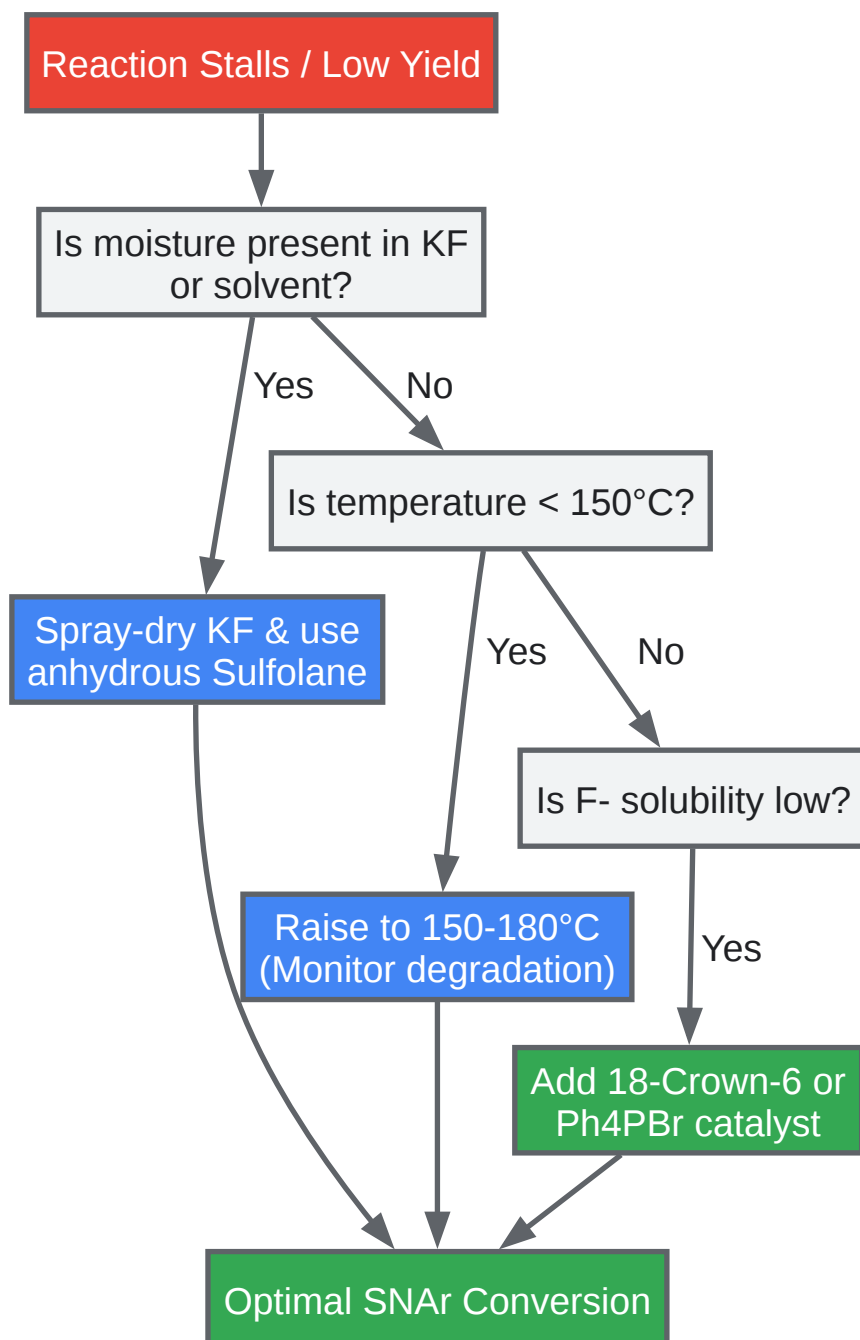 Reaction Stalls / Low Yield
Is moisture present in KF
or solvent?
Yes
No
Is temperature < 150°C?
Spray-dry KF & use
anhydrous Sulfolane
Yes
No
Is F- solubility low?
Raise to 150-180°C
(Monitor degradation)
Yes
Add 18-Crown-6 or
Ph4PBr catalyst
Optimal SNAr Conversion